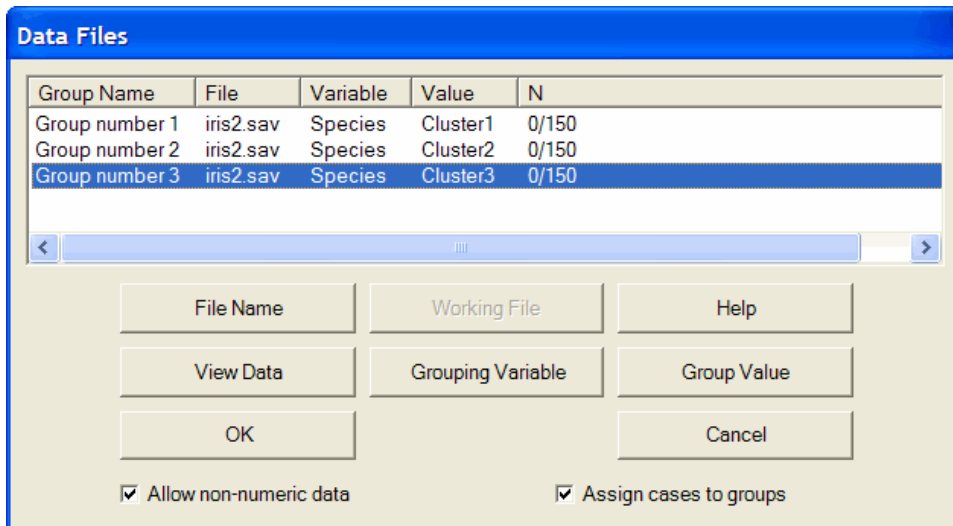 Data Files
Group Name File Variable Value N
Group number 1 iris2.sav Species Cluster1 0/150
Group number 2 iris2.sav Species Cluster2 0/150
Group number 3 iris2.sav Species Cluster3 0/150
File Name Working File Help
View Data Grouping Variable Group Value
OK Cancel
Allow non-numeric data Assign cases to groups